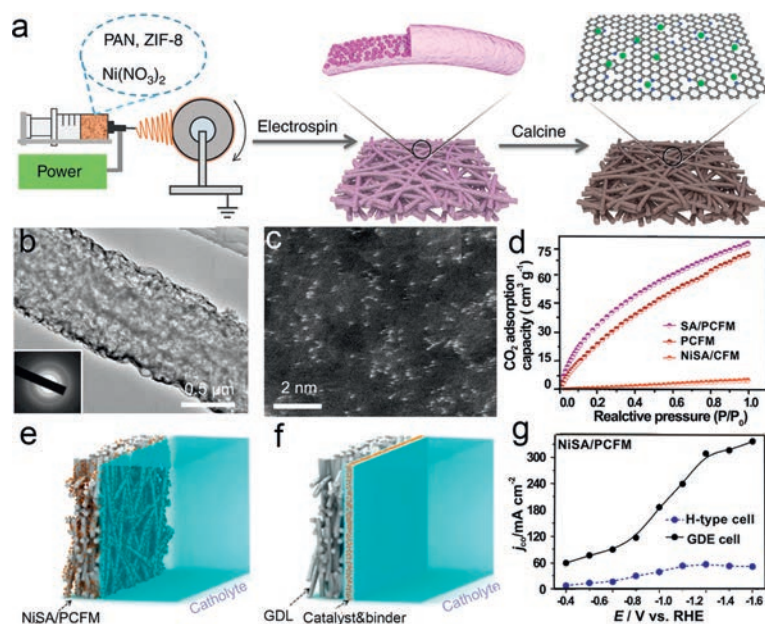 a
PAN, ZIF-8
Ni(NO₃)₂
Power
Electrospin
Calcine
b
0.5 μm
c
2 nm
d
CO₂ adsorption
capacity (cm³ g⁻¹)
75
60
45
30
15
0
SA/PCFM
PCFM
NiSA/CFM
0.0 0.2 0.4 0.6 0.8 1.0
Realctive pressure (P/P₀)
e
NiSA/PCFM
Catholyte
f
GDL
Catalyst&binder
Catholyte
g
NiSA/PCFM
j_co/mA cm⁻²
300
240
180
120
60
0
H-type cell
GDE cell
-0.4 -0.6 -0.8 -1.0 -1.2 -1.4 -1.6
E / V vs. RHE